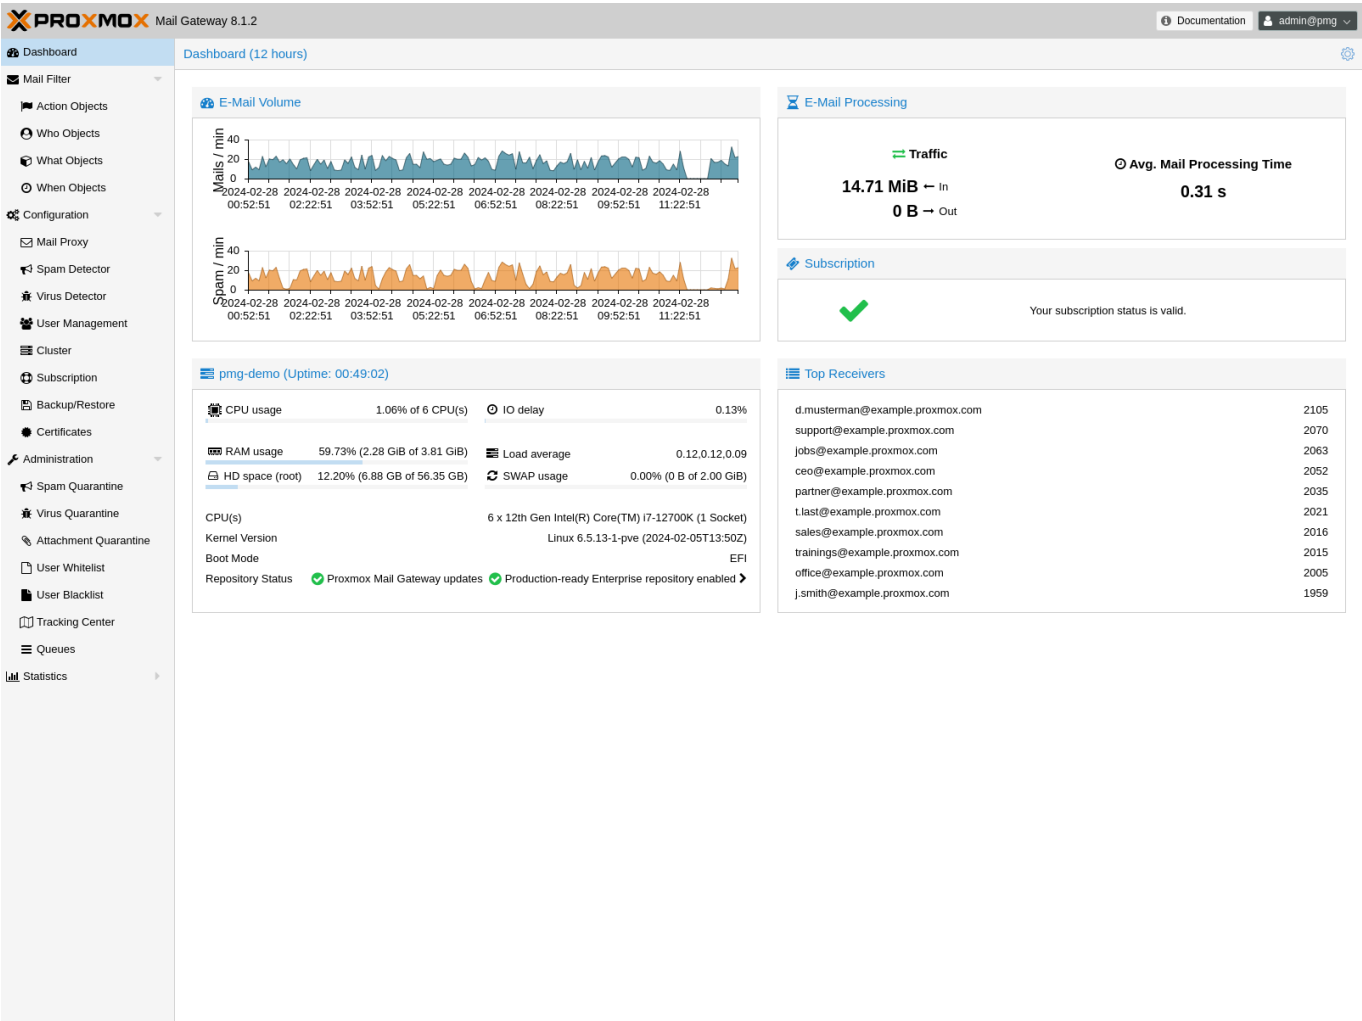 PROXMOX Mail Gateway 8.1.2
Documentation
admin@pmg
Dashboard
Mail Filter
Action Objects
Who Objects
What Objects
When Objects
Configuration
Mail Proxy
Spam Detector
Virus Detector
User Management
Cluster
Subscription
Backup/Restore
Certificates
Administration
Spam Quarantine
Virus Quarantine
Attachment Quarantine
User Whitelist
User Blacklist
Tracking Center
Queues
Statistics
Dashboard (12 hours)
E-Mail Volume
Mails / min
40
20
0
2024-02-28 2024-02-28 2024-02-28 2024-02-28 2024-02-28 2024-02-28 2024-02-28 2024-02-28
00:52:51 02:22:51 03:52:51 05:22:51 06:52:51 08:22:51 09:52:51 11:22:51
Spam / min
40
20
0
2024-02-28 2024-02-28 2024-02-28 2024-02-28 2024-02-28 2024-02-28 2024-02-28 2024-02-28
00:52:51 02:22:51 03:52:51 05:22:51 06:52:51 08:22:51 09:52:51 11:22:51
E-Mail Processing
Traffic
14.71 MiB ← In
0 B → Out
Avg. Mail Processing Time
0.31 s
Subscription
Your subscription status is valid.
pmg-demo (Uptime: 00:49:02)
CPU usage 1.06% of 6 CPU(s)
IO delay 0.13%
RAM usage 59.73% (2.28 GiB of 3.81 GiB)
Load average 0.12,0.12,0.09
HD space (root) 12.20% (6.88 GB of 56.35 GB)
SWAP usage 0.00% (0 B of 2.00 GiB)
CPU(s) 6 x 12th Gen Intel(R) Core(TM) i7-12700K (1 Socket)
Kernel Version Linux 6.5.13-1-pve (2024-02-05T13:50Z)
Boot Mode EFI
Repository Status Proxmox Mail Gateway updates Production-ready Enterprise repository enabled
Top Receivers
d.musterman@example.proxmox.com 2105
support@example.proxmox.com 2070
jobs@example.proxmox.com 2063
ceo@example.proxmox.com 2052
partner@example.proxmox.com 2035
t.last@example.proxmox.com 2021
sales@example.proxmox.com 2016
trainings@example.proxmox.com 2015
office@example.proxmox.com 2005
j.smith@example.proxmox.com 1959